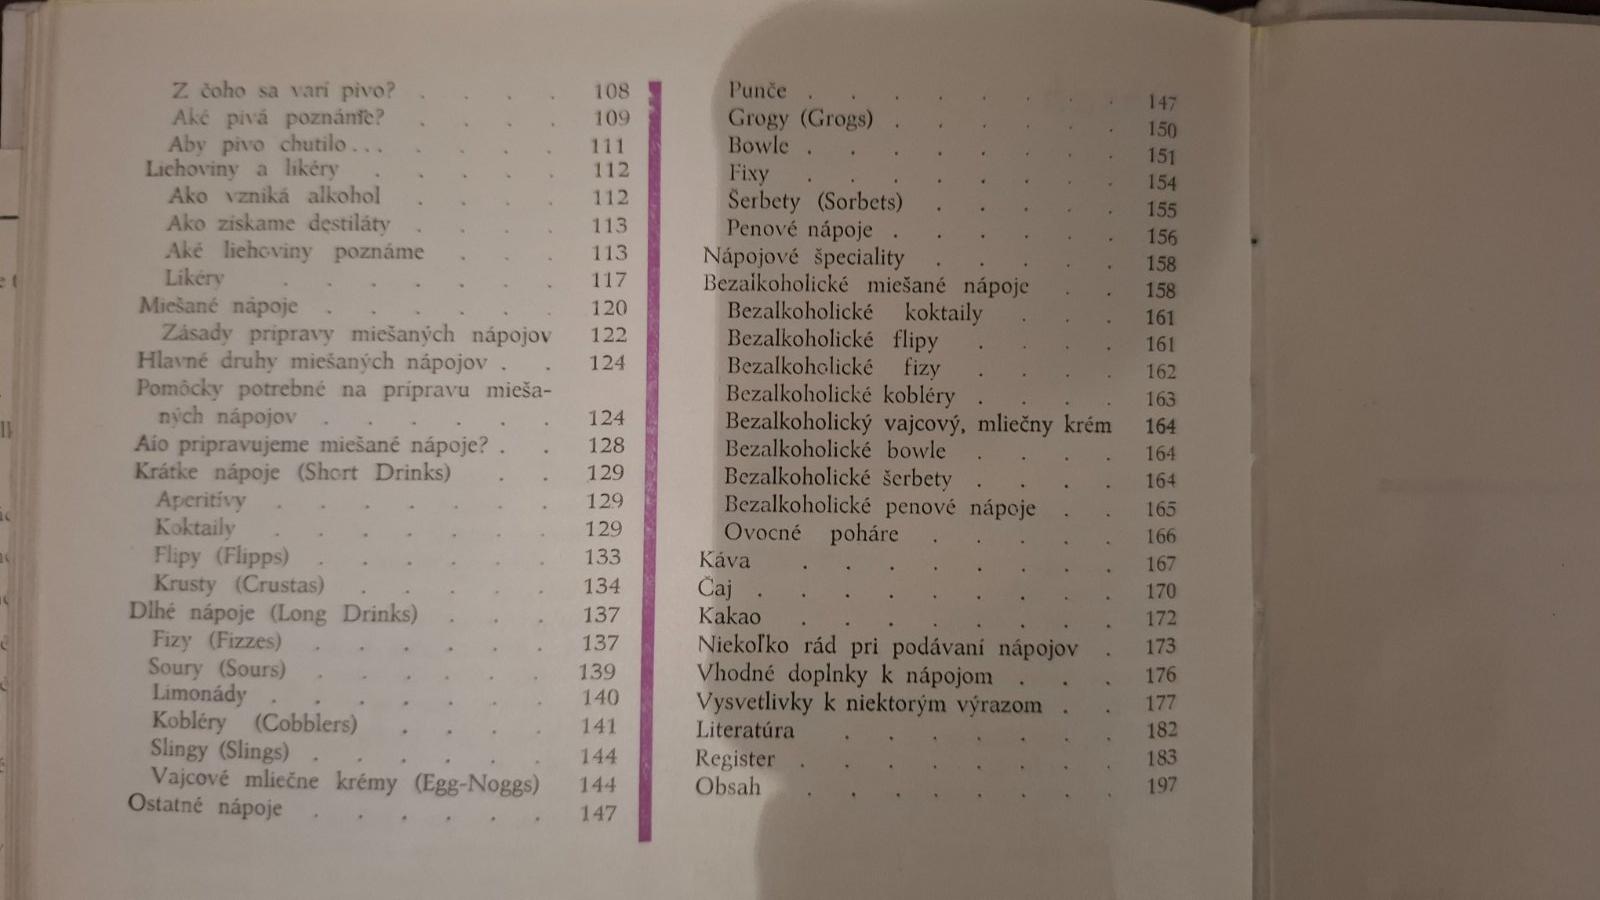 Z čoho sa varí pivo? . . . . 108
Aké pivá poznáme? . . . . 109
Aby pivo chutilo... . . . . 111
Liehoviny a likéry . . . . . 112
Ako vzniká alkohol . . . . 112
Ako získame destiláty . . . . 113
Aké liehoviny poznáme . . . 113
Likéry . . . . . . . 117
Miešané nápoje . . . . . . 120
Zásady prípravy miešaných nápojov 122
Hlavné druhy miešaných nápojov . . 124
Pomôcky potrebné na prípravu mieša-
ných nápojov . . . . . . 124
Aio pripravujeme miešané nápoje? . . 128
Krátke nápoje (Short Drinks) . . 129
Aperitívy . . . . . . . 129
Koktaily . . . . . . . 129
Flipy (Flipps) . . . . . . 133
Krusty (Crustas) . . . . . 134
Dlhé nápoje (Long Drinks) . . . 137
Fizy (Fizzes) . . . . . . 137
Soury (Sours) . . . . . . 139
Limonády . . . . . . . 140
Kobléry (Cobblers) . . . . 141
Slingy (Slings) . . . . . . 144
Vajcové mliečne krémy (Egg-Noggs) 144
Ostatné nápoje . . . . . . 147
Punče . . . . . . . . 147
Grogy (Grogs) . . . . . . 150
Bowle . . . . . . . . 151
Fixy . . . . . . . . 154
Šerbety (Sorbets) . . . . . 155
Penové nápoje . . . . . . 156
Nápojové špeciality . . . . . 158
Bezalkoholické miešané nápoje . . 158
Bezalkoholické koktaily . . . 161
Bezalkoholické flipy . . . . 161
Bezalkoholické fizy . . . . 162
Bezalkoholické kobléry . . . . 163
Bezalkoholický vajcový, mliečny krém 164
Bezalkoholické bowle . . . . 164
Bezalkoholické šerbety . . . . 164
Bezalkoholické penové nápoje . . 165
Ovocné poháre . . . . . 166
Káva . . . . . . . . 167
Čaj . . . . . . . . . 170
Kakao . . . . . . . . 172
Niekoľko rád pri podávaní nápojov . 173
Vhodné doplnky k nápojom . . . 176
Vysvetlivky k niektorým výrazom . . 177
Literatúra . . . . . . . 182
Register . . . . . . . . 183
Obsah . . . . . . . . 197